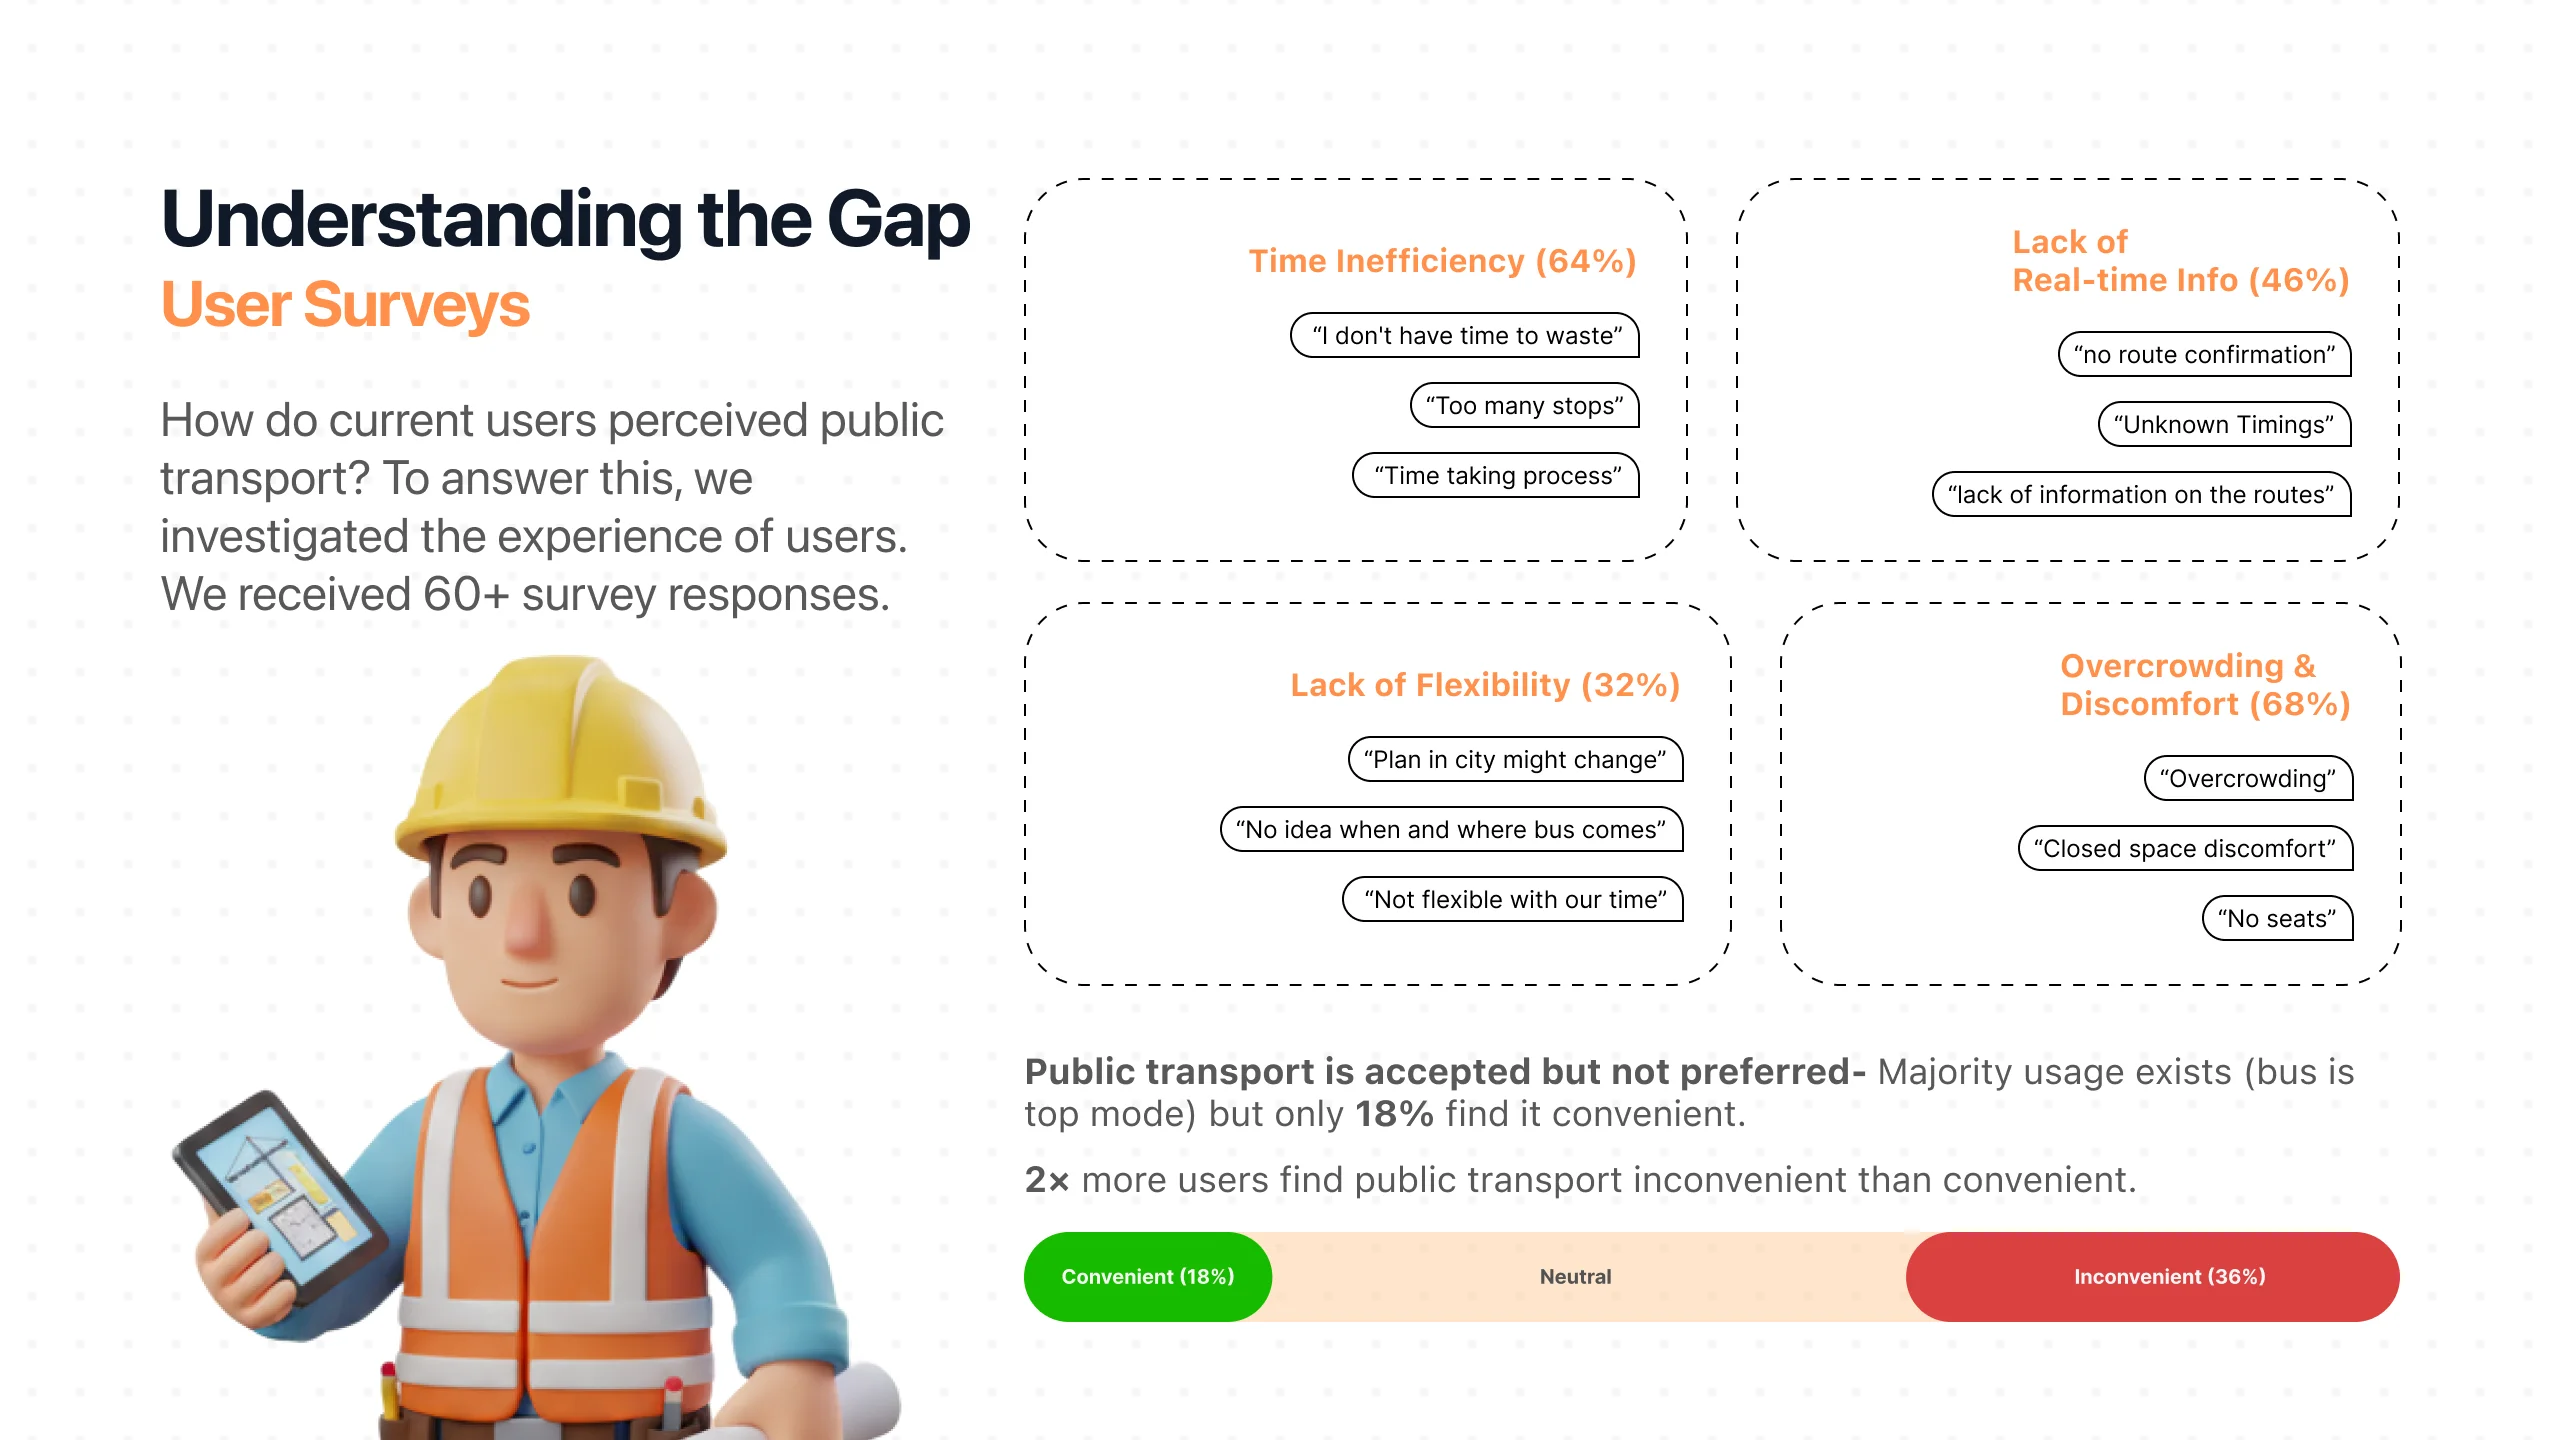 Understanding the Gap
User Surveys
How do current users perceived public
transport? To answer this, we
investigated the experience of users.
We received 60+ survey responses.
Time Inefficiency (64%)
“I don't have time to waste”
“Too many stops”
“Time taking process”
Lack of
Real-time Info (46%)
“no route confirmation”
“Unknown Timings”
“lack of information on the routes”
Lack of Flexibility (32%)
“Plan in city might change”
“No idea when and where bus comes”
“Not flexible with our time”
Overcrowding &
Discomfort (68%)
“Overcrowding”
“Closed space discomfort”
“No seats”
Public transport is accepted but not preferred- Majority usage exists (bus is
top mode) but only 18% find it convenient.
2× more users find public transport inconvenient than convenient.
Convenient (18%)
Neutral
Inconvenient (36%)